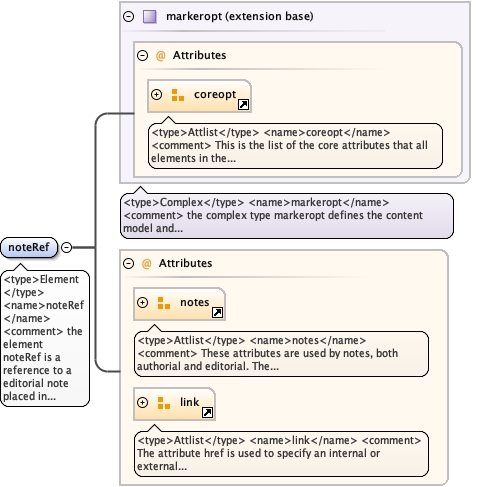 markeropt (extension base)
@ Attributes
coreopt
<type>Attlist</type> <name>coreopt</name>
<comment> This is the list of the core attributes that all
elements in the...
<type>Complex</type> <name>markeropt</name>
<comment> the complex type markeropt defines the content
model and...
noteRef
<type>Element
</type>
<name>noteRef
</name>
<comment> the
element
noteRef is a
reference to a
editorial note
placed in...
@ Attributes
notes
<type>Attlist</type> <name>notes</name>
<comment> These attributes are used by notes, both
authorial and editorial. The...
link
<type>Attlist</type> <name>link</name> <comment>
The attribute href is used to specify an internal or
external...